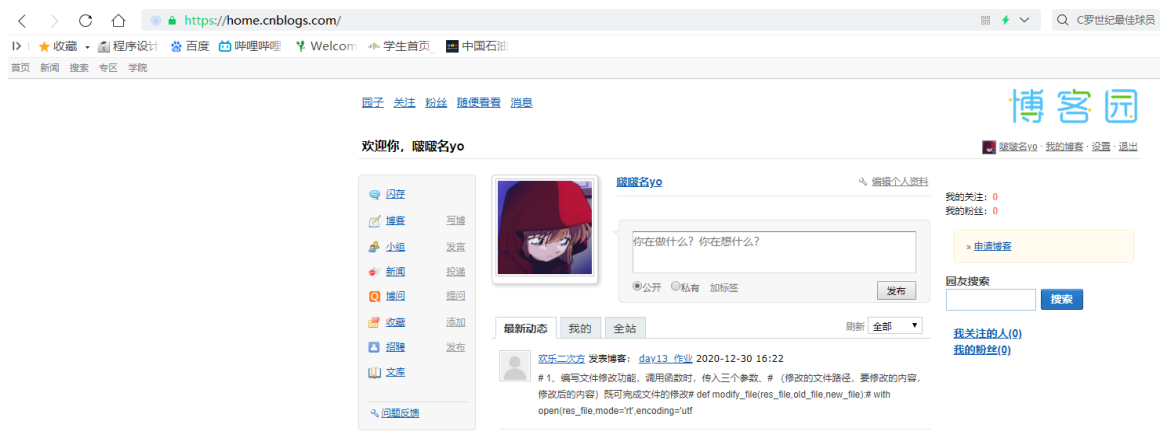 https://home.cnblogs.com/
C罗世纪最佳球员
收藏 程序设计 百度 哔哩哔哩 Welcom 学生首页_ 中国石油
首页 新闻 搜索 专区 学院
园子 关注 粉丝 随便看看 消息
博客园
欢迎你，啵啵名yo
啵啵名yo · 我的博客 · 设置 · 退出
闪存
博客 写博
小组 发言
新闻 投递
博问 提问
收藏 添加
招聘 发布
文库
问题反馈
啵啵名yo
编辑个人资料
你在做什么？你在想什么？
公开 私有 加标签 发布
最新动态 我的 全站
刷新 全部
欢乐二次方 发表博客： day13 作业 2020-12-30 16:22
# 1、编写文件修改功能，调用函数时，传入三个参数、# （修改的文件路径，要修改的内容，
修改后的内容）既可完成文件的修改# def modify_file(res_file,old_file,new_file):# with
open(res_file,mode='rt',encoding='utf
我的关注：0
我的粉丝：0
» 申请博客
园友搜索
搜索
我关注的人(0)
我的粉丝(0)